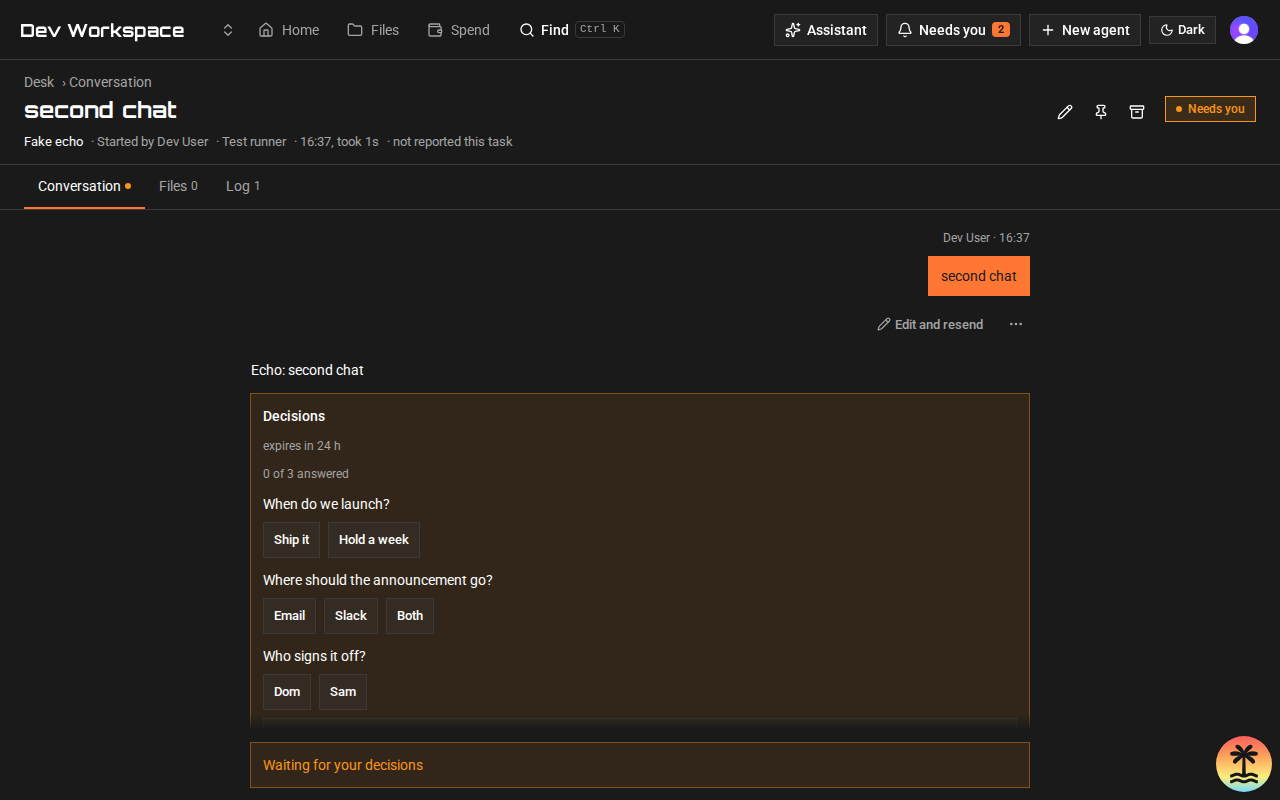 Dev Workspace
Home
Files
Spend
Find Ctrl K
Assistant
Needs you 2
New agent
Dark
Desk › Conversation
second chat
Needs you
Fake echo · Started by Dev User · Test runner · 16:37, took 1s · not reported this task
Conversation
Files 0
Log 1
Dev User · 16:37
second chat
Edit and resend
Echo: second chat
Decisions
expires in 24 h
0 of 3 answered
When do we launch?
Ship it
Hold a week
Where should the announcement go?
Email
Slack
Both
Who signs it off?
Dom
Sam
Waiting for your decisions